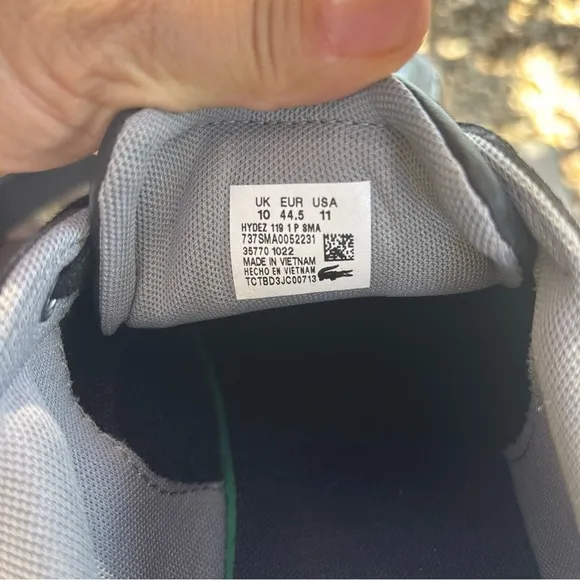 UK EUR USA
10 44.5 11
HYDEZ 119 1 P SMA
737SMA0052231
35770 1022
MADE IN VIETNAM
HECHO EN VIETNAM
TCTBD3JC00713